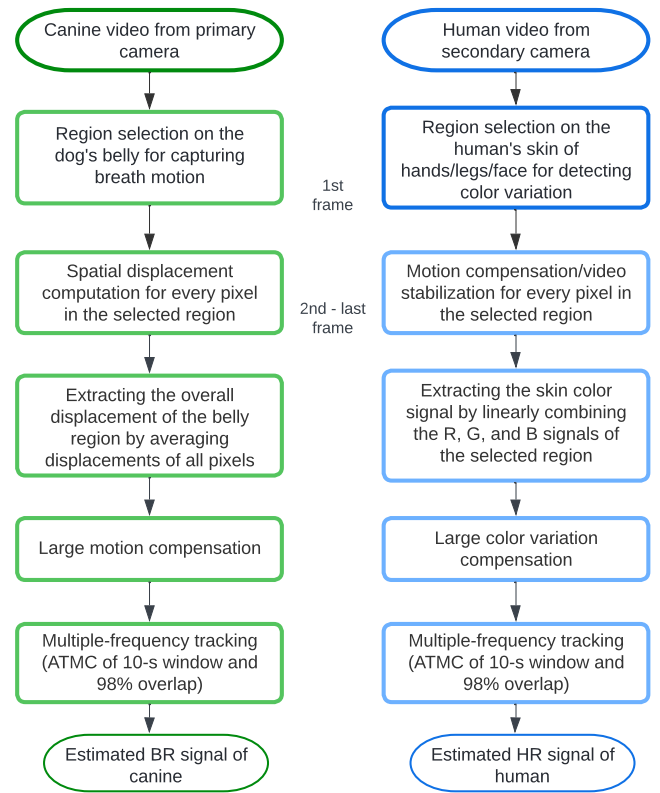 Canine video from primary
camera
Region selection on the
dog's belly for capturing
breath motion
Spatial displacement
computation for every pixel
in the selected region
Extracting the overall
displacement of the belly
region by averaging
displacements of all pixels
Large motion compensation
Multiple-frequency tracking
(ATMC of 10-s window and
98% overlap)
Estimated BR signal of
canine
1st
frame
2nd - last
frame
Human video from
secondary camera
Region selection on the
human's skin of
hands/legs/face for detecting
color variation
Motion compensation/video
stabilization for every pixel in
the selected region
Extracting the skin color
signal by linearly combining
the R, G, and B signals of
the selected region
Large color variation
compensation
Multiple-frequency tracking
(ATMC of 10-s window and
98% overlap)
Estimated HR signal of
human